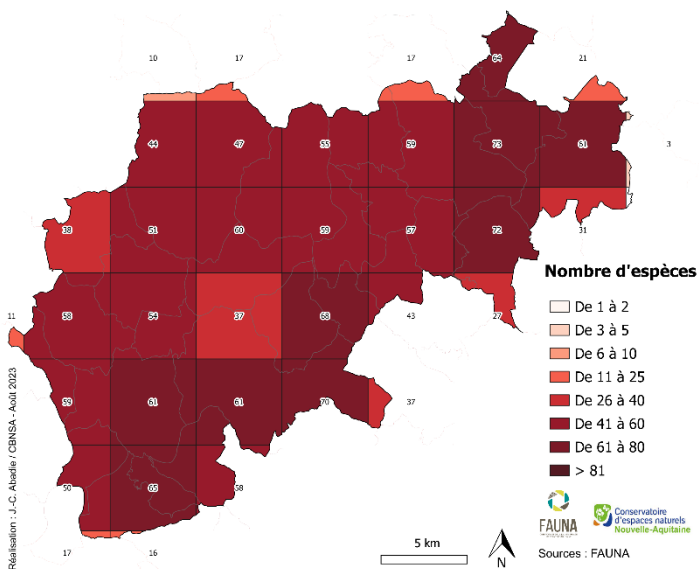 64
10
17
17
21
44
47
55
59
73
61
3
38
51
60
59
57
72
31
11
58
54
37
68
43
27
59
61
61
70
37
50
65
58
17
16
Nombre d'espèces
De 1 à 2
De 3 à 5
De 6 à 10
De 11 à 25
De 26 à 40
De 41 à 60
De 61 à 80
> 81
5 km
N
FAUNA
Conservatoire
d'espaces naturels
Nouvelle-Aquitaine
Sources : FAUNA
Réalisation : J.-C. Abadie / CBNSA - Août 2023